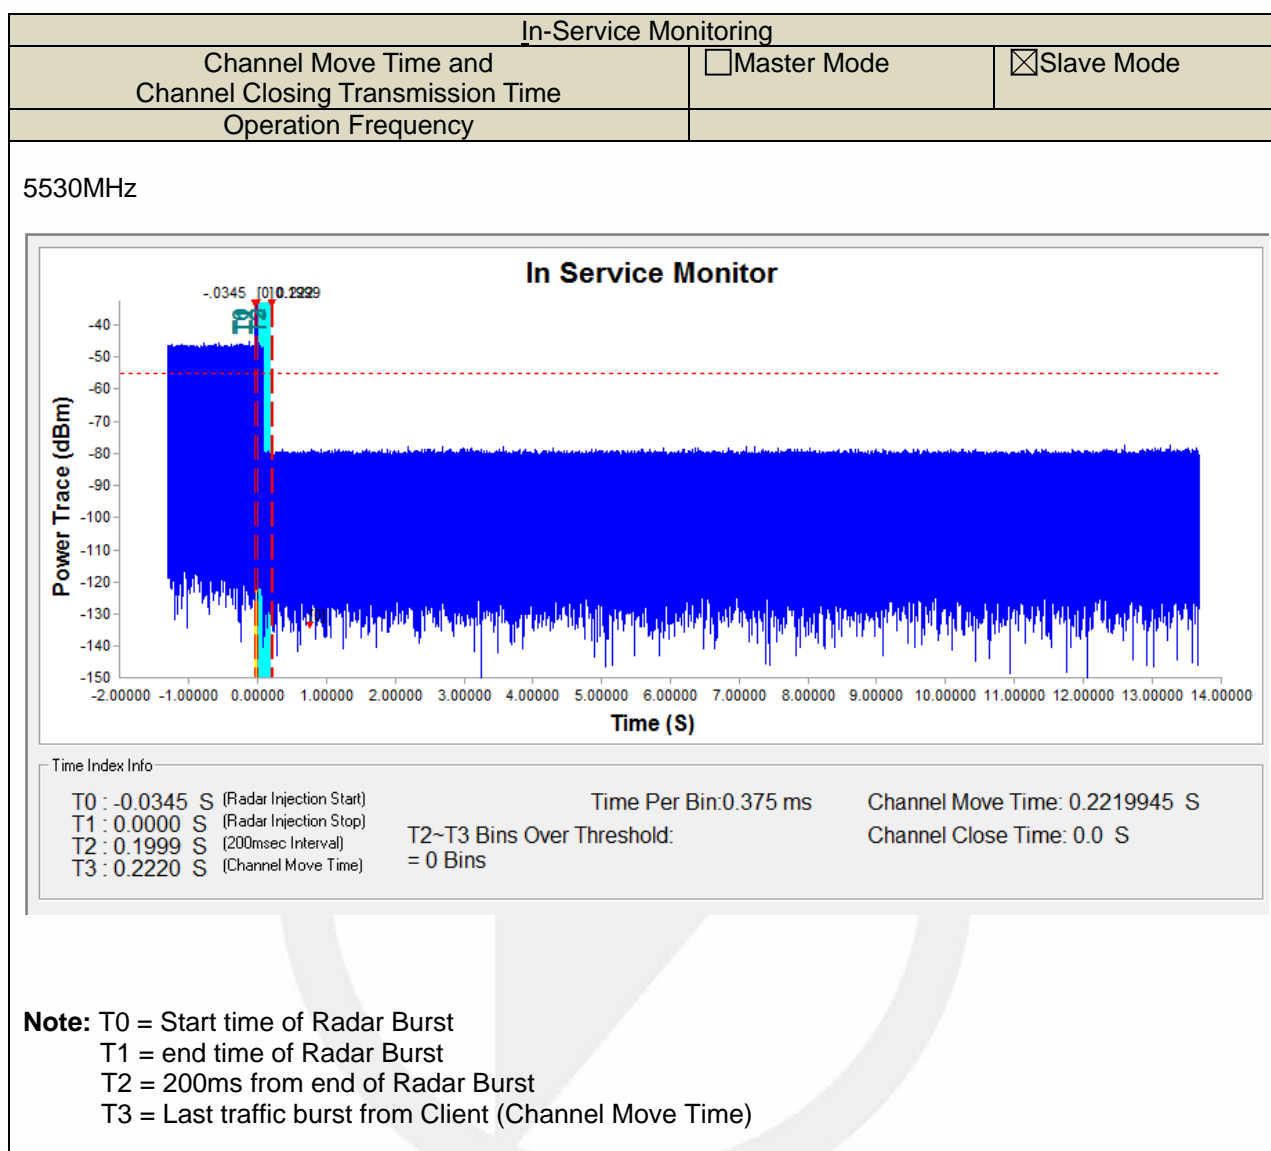 In-Service Monitoring
Channel Move Time and
Channel Closing Transmission Time
Master Mode
Slave Mode
Operation Frequency
5530MHz
In Service Monitor
-.0345 [0]
T0
T2
Power Trace (dBm)
-40
-50
-60
-70
-80
-90
-100
-110
-120
-130
-140
-150
-2.00000 -1.00000 0.00000 1.00000 2.00000 3.00000 4.00000 5.00000 6.00000 7.00000 8.00000 9.00000 10.00000 11.00000 12.00000 13.00000 14.00000
Time (S)
Time Index Info
T0 : -0.0345 S (Radar Injection Start)
T1 : 0.0000 S (Radar Injection Stop)
T2 : 0.1999 S (200msec Interval)
T3 : 0.2220 S (Channel Move Time)
Time Per Bin:0.375 ms
T2~T3 Bins Over Threshold:
= 0 Bins
Channel Move Time: 0.2219945 S
Channel Close Time: 0.0 S
Note: T0 = Start time of Radar Burst
T1 = end time of Radar Burst
T2 = 200ms from end of Radar Burst
T3 = Last traffic burst from Client (Channel Move Time)